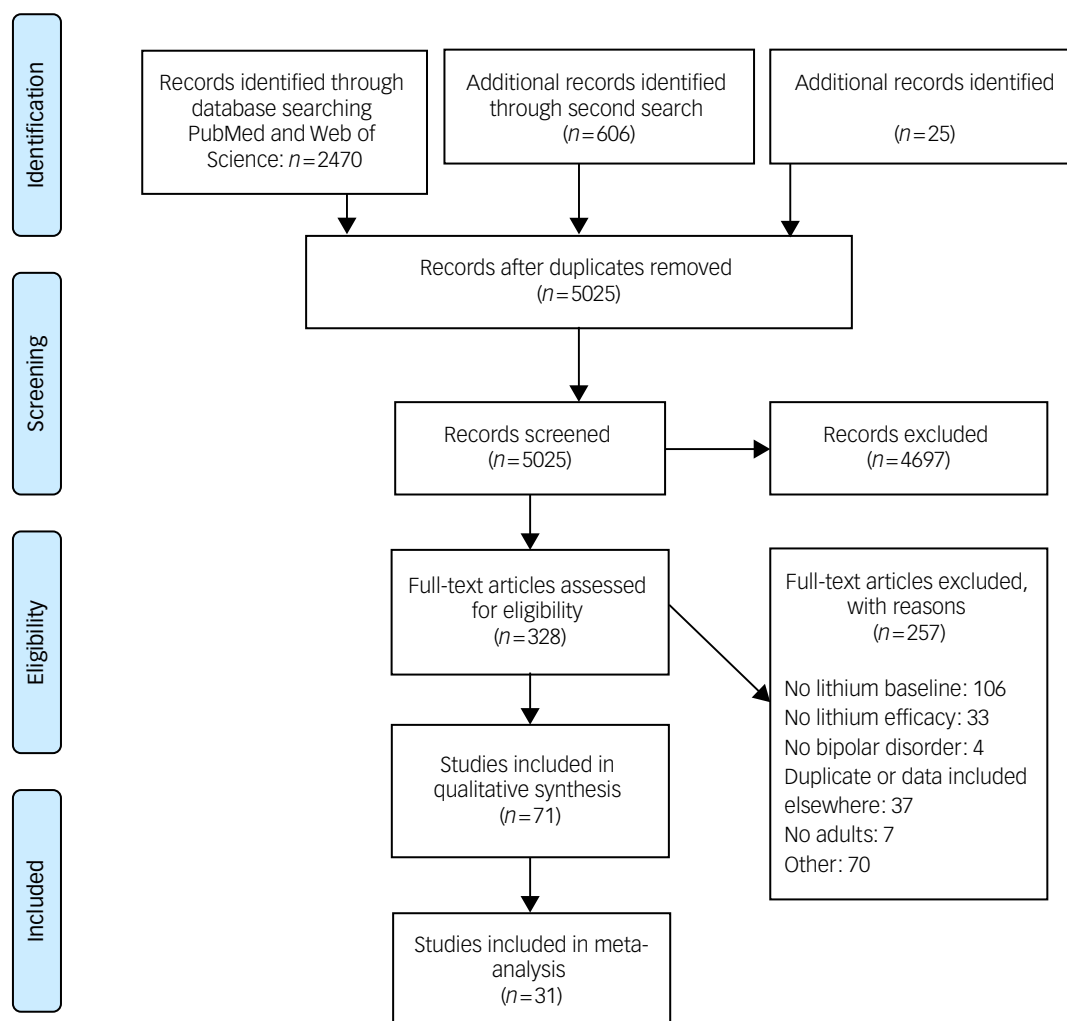 Identification
Records identified through
database searching
PubMed and Web of
Science: n=2470
Additional records identified
through second search
(n=606)
Additional records identified
(n=25)
Records after duplicates removed
(n=5025)
Screening
Records screened
(n=5025)
Records excluded
(n=4697)
Eligibility
Full-text articles assessed
for eligibility
(n=328)
Full-text articles excluded,
with reasons
(n=257)
No lithium baseline: 106
No lithium efficacy: 33
No bipolar disorder: 4
Duplicate or data included
elsewhere: 37
No adults: 7
Other: 70
Studies included in
qualitative synthesis
(n=71)
Included
Studies included in meta-
analysis
(n=31)